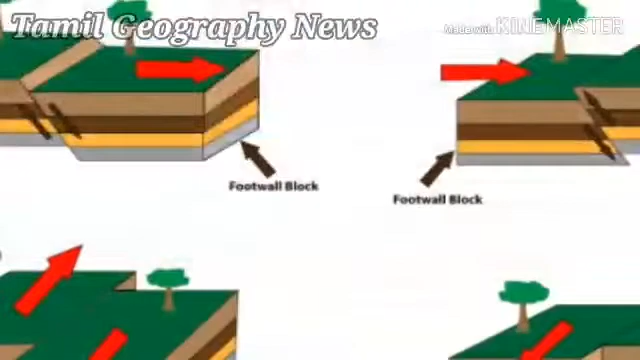 Tamil Geography News
Made with KINEMASTER
Footwall Block
Footwall Block